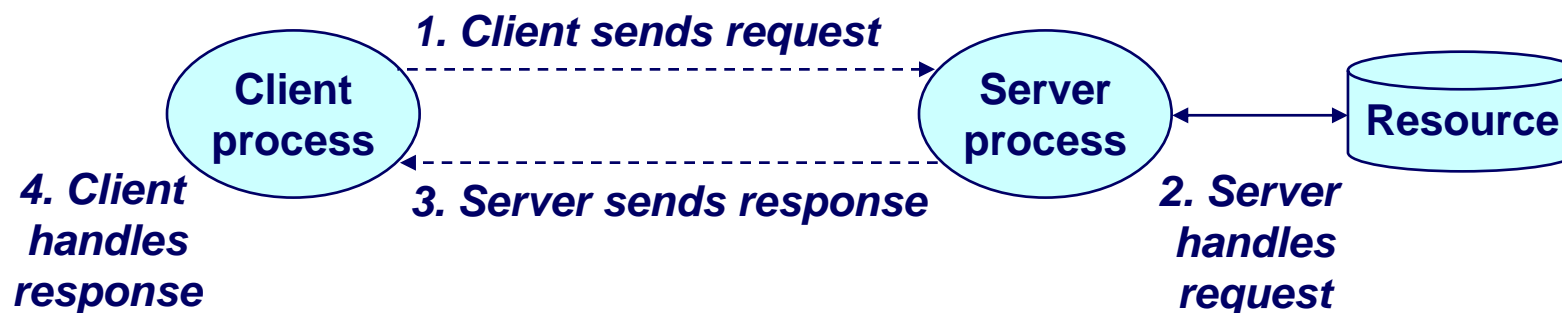 1. Client sends request
Client
process
Server
process
Resource
3. Server sends response
4. Client
handles
response
2. Server
handles
request